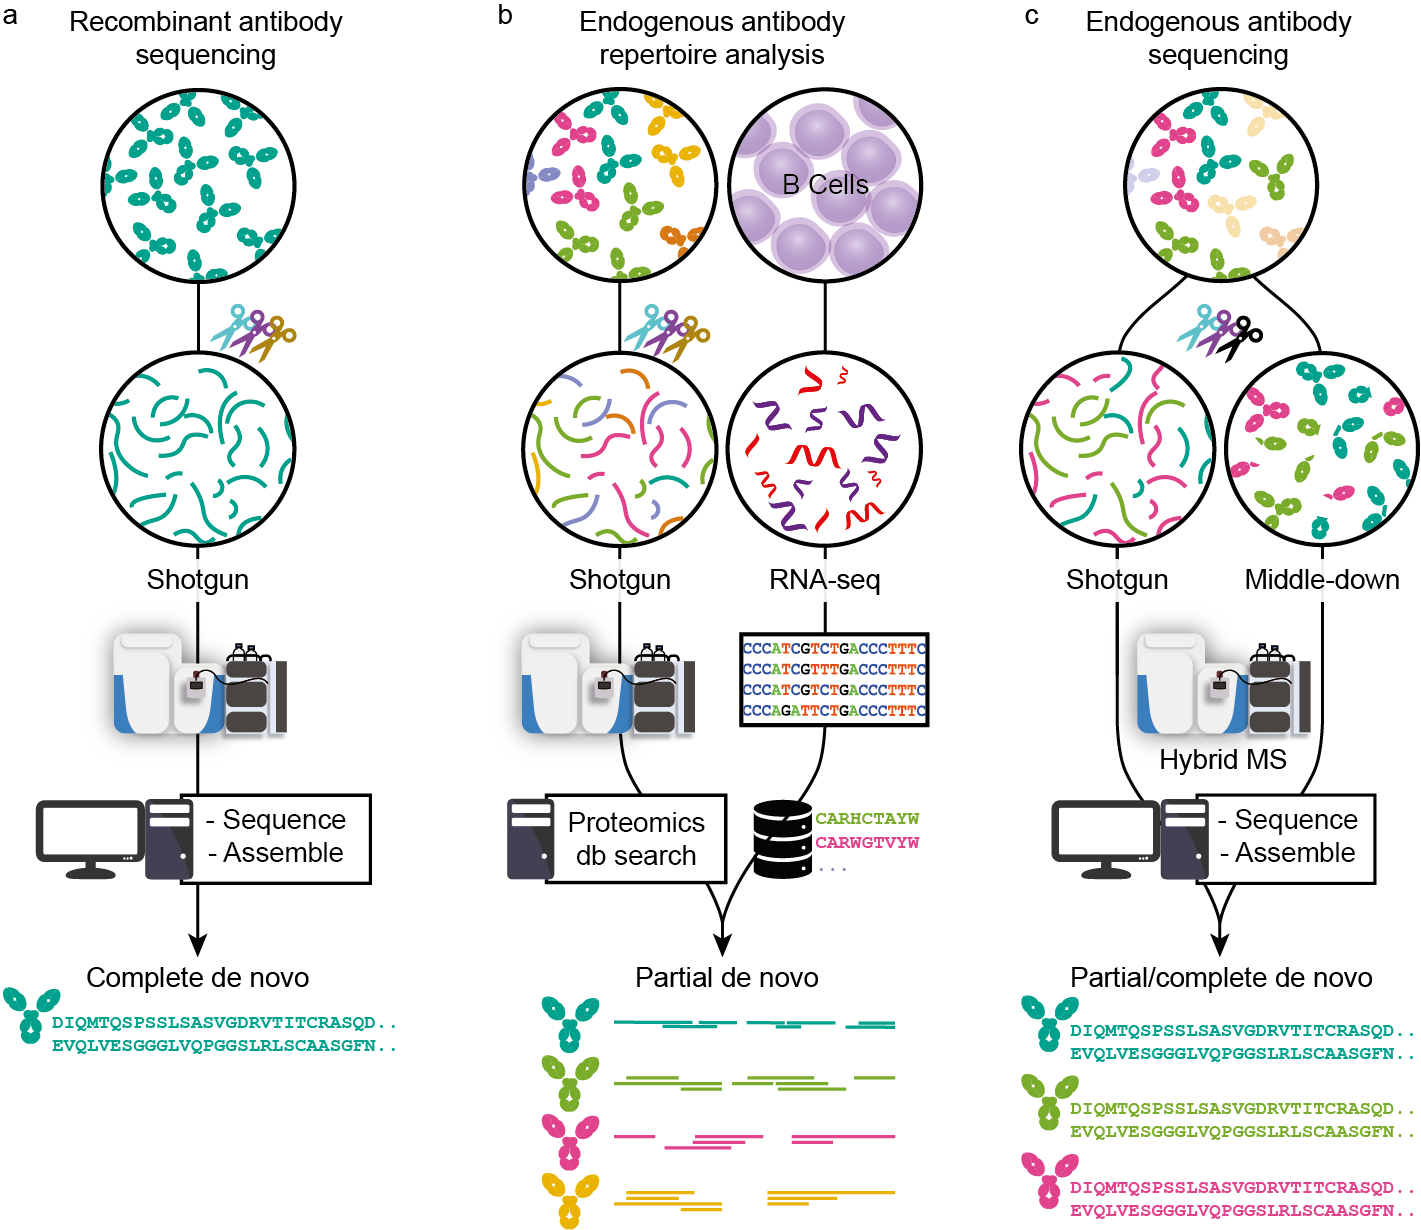 a
Recombinant antibody
sequencing
Shotgun
- Sequence
- Assemble
Complete de novo
DIQMTQSPSSLSASVGDRVTITCRASQD..
EVQLVESGGGLVQPGGSLRLSCAASGFN..
b
Endogenous antibody
repertoire analysis
B Cells
Shotgun
RNA-seq
CCCATCGTCTGACCCTTTC
CCCATCGTTTGACCCTTTC
CCCATCGTCTGACCCTTTC
CCCAGATTCTGACCCTTTC
Proteomics
db search
CARHCTAYW
CARWGTVYW
...
Partial de novo
c
Endogenous antibody
sequencing
Shotgun
Middle-down
Hybrid MS
- Sequence
- Assemble
Partial/complete de novo
DIQMTQSPSSLSASVGDRVTITCRASQD..
EVQLVESGGGLVQPGGSLRLSCAASGFN..
DIQMTQSPSSLSASVGDRVTITCRASQD..
EVQLVESGGGLVQPGGSLRLSCAASGFN..
DIQMTQSPSSLSASVGDRVTITCRASQD..
EVQLVESGGGLVQPGGSLRLSCAASGFN..